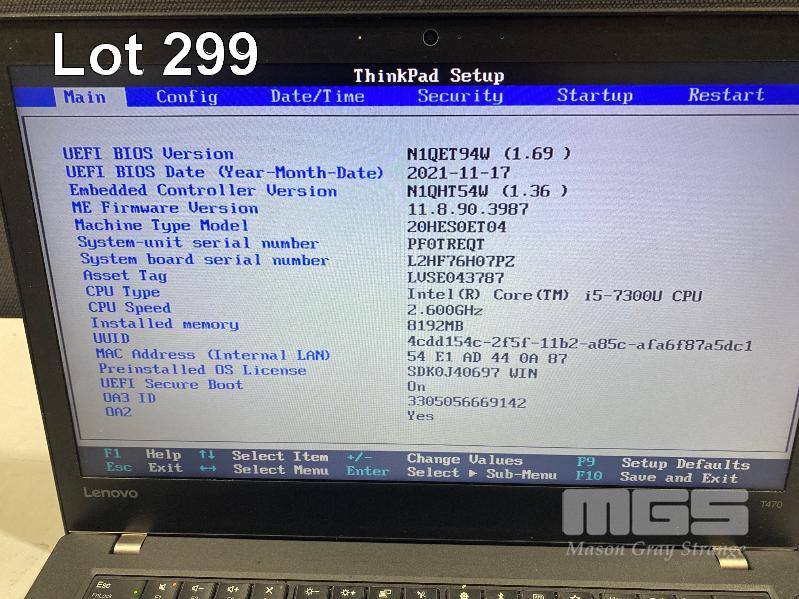 Lot 299
ThinkPad Setup
Main Config Date/Time Security Startup Restart
UEFI BIOS Version N1QET94W (1.69 )
UEFI BIOS Date (Year-Month-Date) 2021-11-17
Embedded Controller Version N1QHT54W (1.36 )
ME Firmware Version 11.8.90.3987
Machine Type Model 20HES0ET04
System-unit serial number PF0TREQT
System board serial number L2HF76H07PZ
Asset Tag LVSE043787
CPU Type Intel(R) Core(TM) i5-7300U CPU
CPU Speed 2.600GHz
Installed memory 8192MB
UUID 4cdd154c-2f5f-11b2-a85c-afa6f87a5dc1
MAC Address (Internal LAN) 54 E1 AD 44 0A 87
Preinstalled OS License SDK0J40697 WIN
UEFI Secure Boot On
OA3 ID 3305056669142
OA2 Yes
F1 Help ↑↓ Select Item +/- Change Values F9 Setup Defaults
Esc Exit ↔ Select Menu Enter Select ▶ Sub-Menu F10 Save and Exit
Lenovo
T470
MGS
Mason Gray Strange
Esc
FnLock